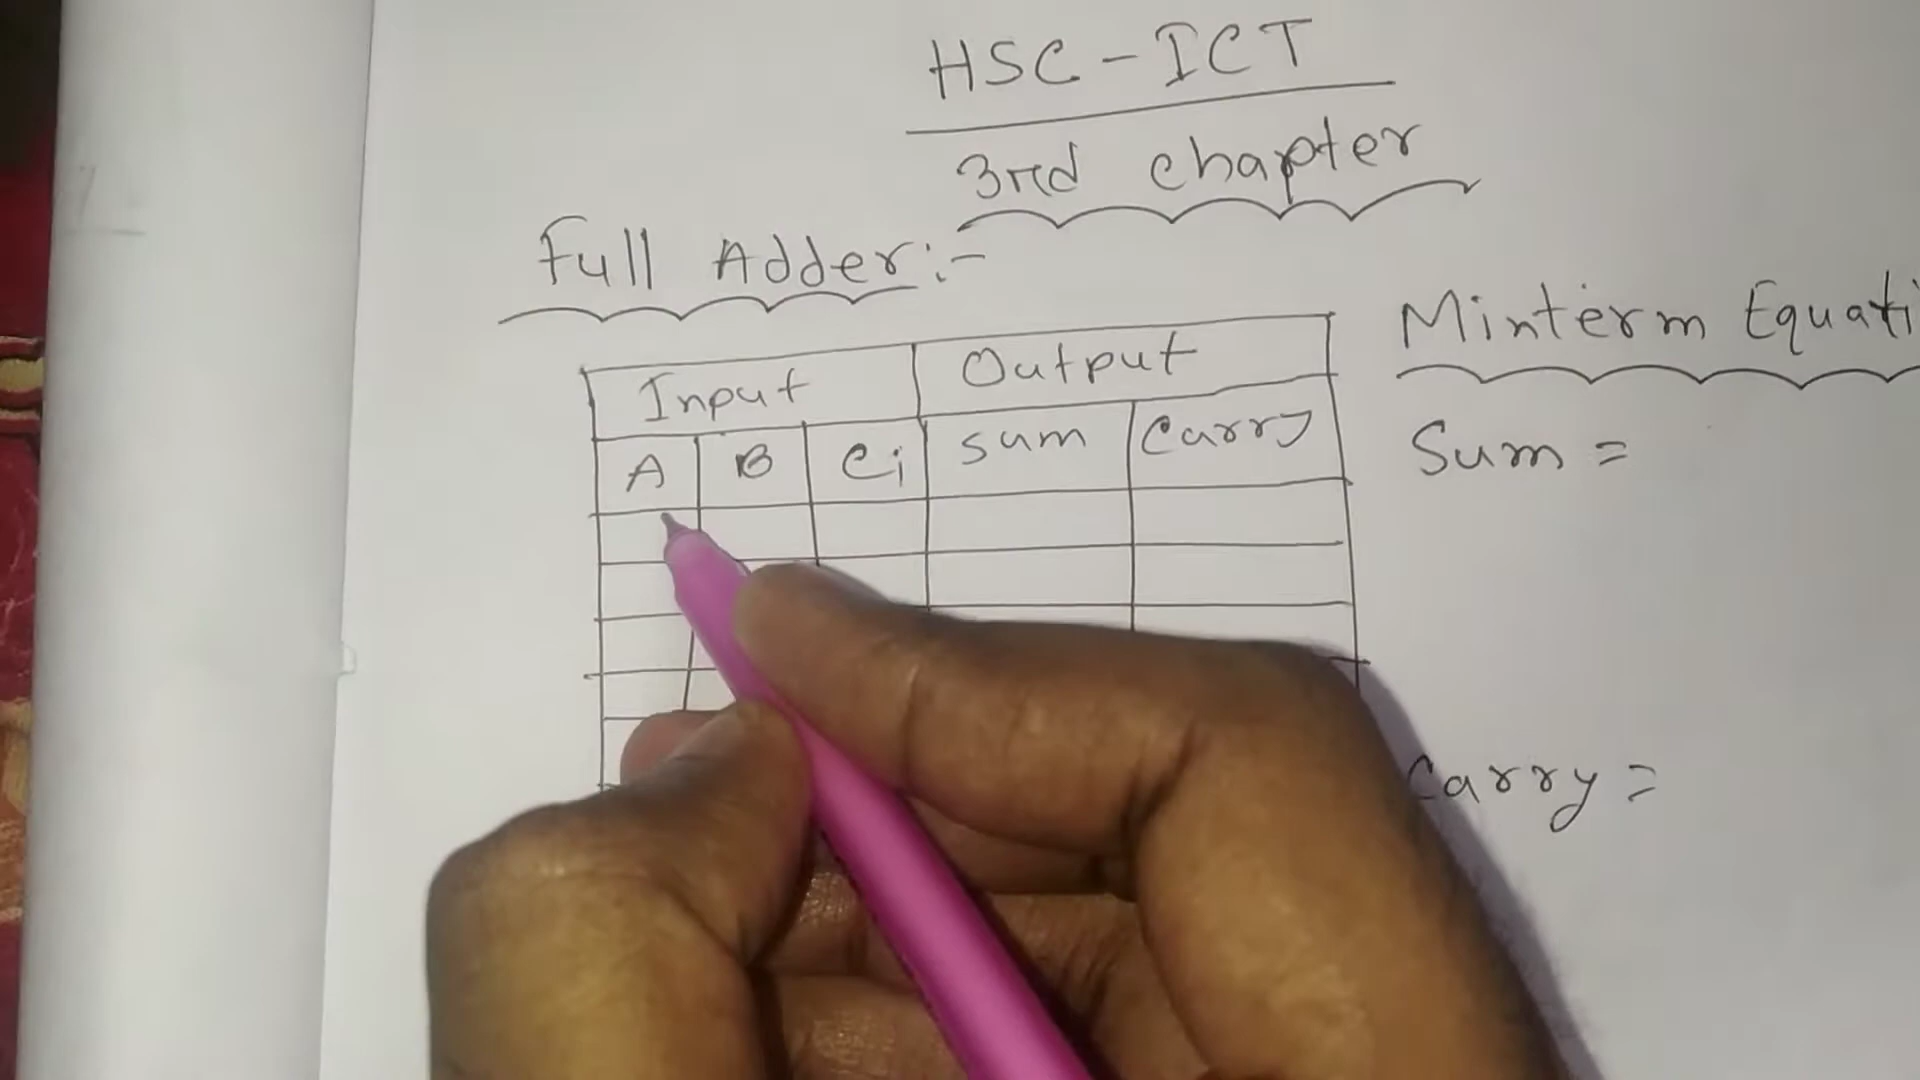 HSC-ICT
3rd chapter
Full Adder:-
Minterm Equati
Input Output
A B Ci sum Carry
Sum =
Carry =